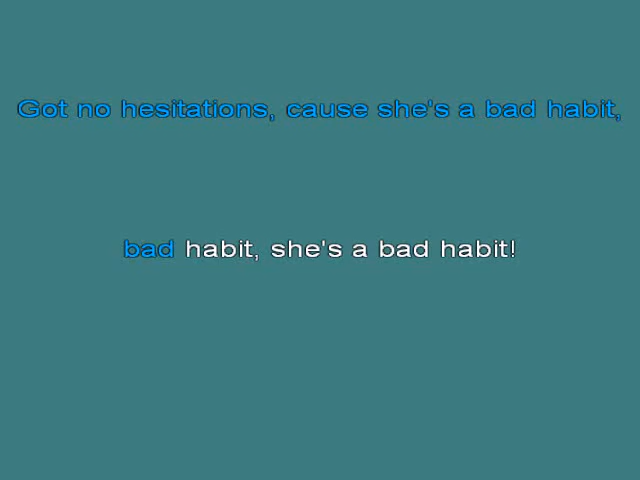 Got no hesitations, cause she's a bad habit,
bad habit, she's a bad habit!